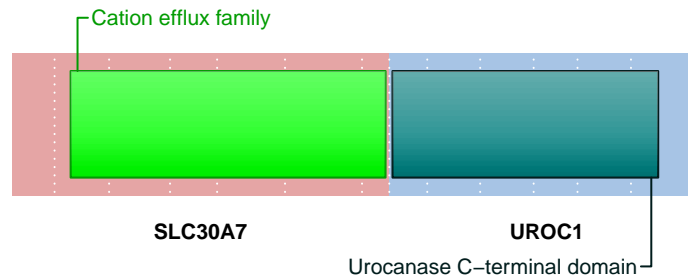 Cation efflux family
SLC30A7
UROC1
Urocanase C−terminal domain